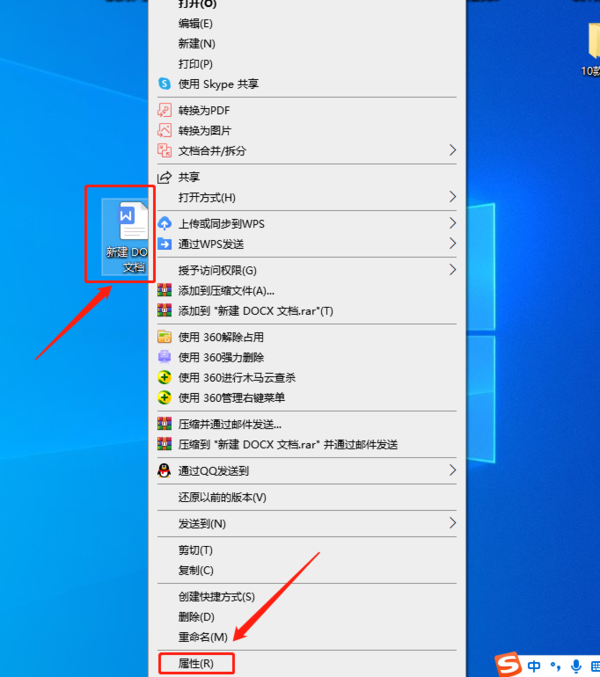 打开(O)
编辑(E)
新建(N)
打印(P)
使用 Skype 共享
转换为PDF
转换为图片
文档合并/拆分
共享
打开方式(H)
上传或同步到WPS
通过WPS发送
授予访问权限(G)
添加到压缩文件(A)...
添加到 "新建 DOCX 文档.rar"(T)
使用 360解除占用
使用 360强力删除
使用 360进行木马云查杀
使用 360管理右键菜单
压缩并通过邮件发送...
压缩到 "新建 DOCX 文档.rar" 并通过邮件发送
通过QQ发送到
还原以前的版本(V)
发送到(N)
剪切(T)
复制(C)
创建快捷方式(S)
删除(D)
重命名(M)
属性(R)
W
新建 DO
文档
10款
S 中